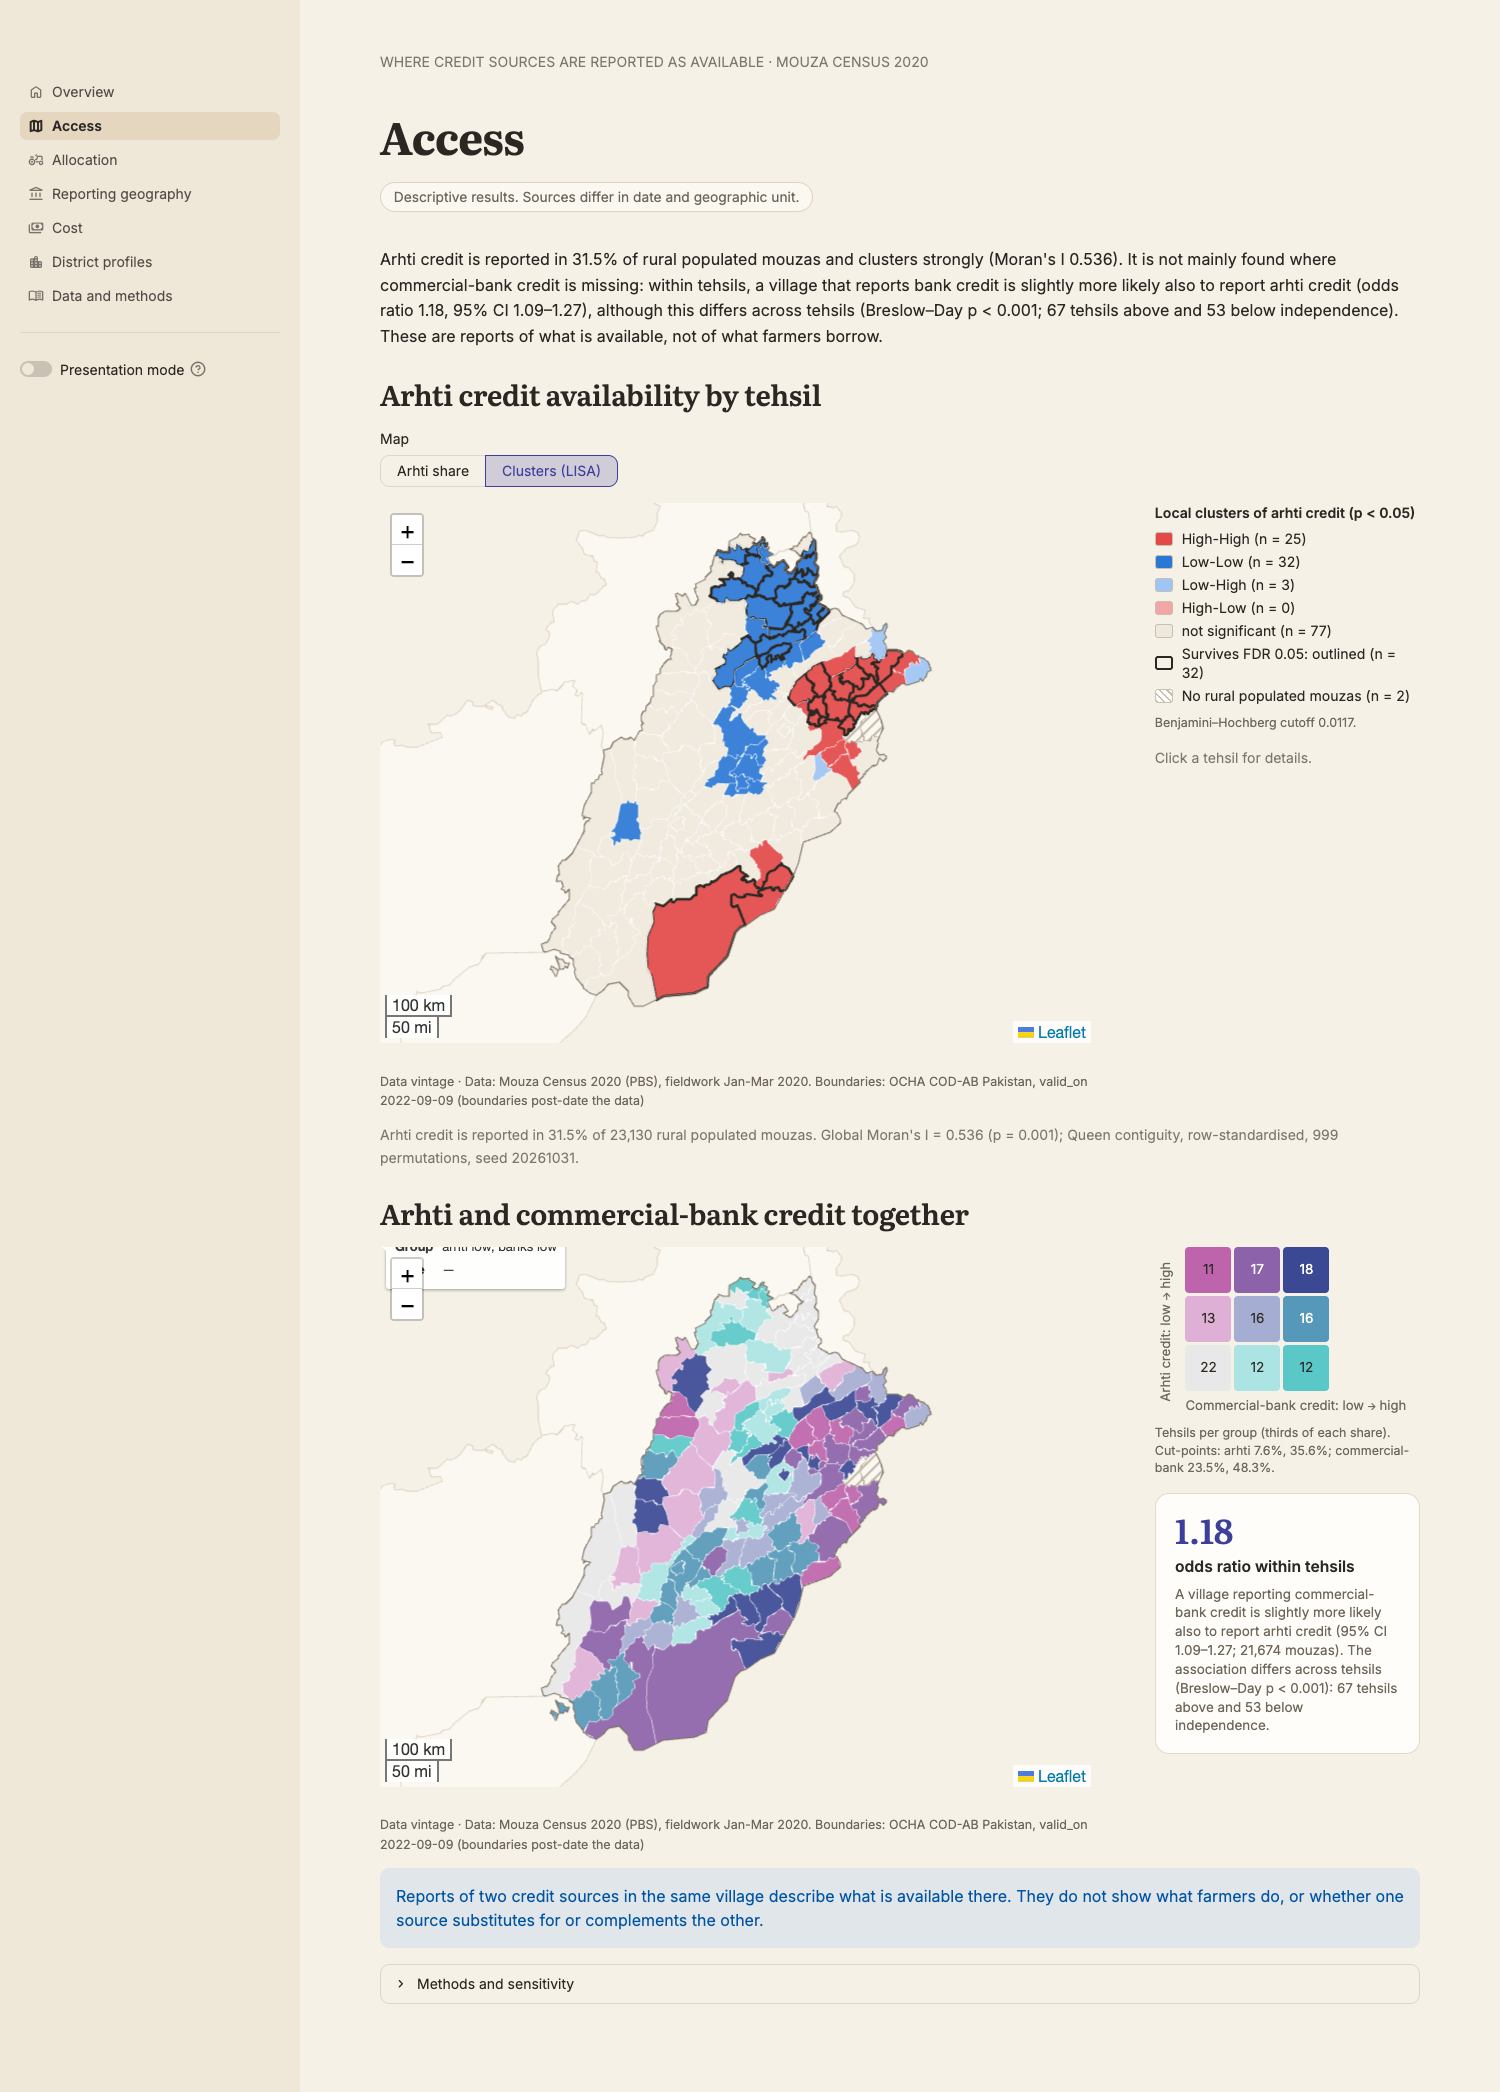 WHERE CREDIT SOURCES ARE REPORTED AS AVAILABLE · MOUZA CENSUS 2020
Overview
Access
Allocation
Reporting geography
Cost
District profiles
Data and methods
Presentation mode
Access
Descriptive results. Sources differ in date and geographic unit.
Arhti credit is reported in 31.5% of rural populated mouzas and clusters strongly (Moran's I 0.536). It is not mainly found where
commercial-bank credit is missing: within tehsils, a village that reports bank credit is slightly more likely also to report arhti credit (odds
ratio 1.18, 95% CI 1.09–1.27), although this differs across tehsils (Breslow–Day p < 0.001; 67 tehsils above and 53 below independence).
These are reports of what is available, not of what farmers borrow.
Arhti credit availability by tehsil
Map
Arhti share
Clusters (LISA)
+
−
100 km
50 mi
Leaflet
Local clusters of arhti credit (p < 0.05)
High-High (n = 25)
Low-Low (n = 32)
Low-High (n = 3)
High-Low (n = 0)
not significant (n = 77)
Survives FDR 0.05: outlined (n =
32)
No rural populated mouzas (n = 2)
Benjamini–Hochberg cutoff 0.0117.
Click a tehsil for details.
Data vintage · Data: Mouza Census 2020 (PBS), fieldwork Jan-Mar 2020. Boundaries: OCHA COD-AB Pakistan, valid_on
2022-09-09 (boundaries post-date the data)
Arhti credit is reported in 31.5% of 23,130 rural populated mouzas. Global Moran's I = 0.536 (p = 0.001); Queen contiguity, row-standardised, 999
permutations, seed 20261031.
Arhti and commercial-bank credit together
Group arhti low, banks low
—
+
−
100 km
50 mi
Leaflet
Arhti credit: low → high
11 17 18
13 16 16
22 12 12
Commercial-bank credit: low → high
Tehsils per group (thirds of each share).
Cut-points: arhti 7.6%, 35.6%; commercial-
bank 23.5%, 48.3%.
1.18
odds ratio within tehsils
A village reporting commercial-
bank credit is slightly more likely
also to report arhti credit (95% CI
1.09–1.27; 21,674 mouzas). The
association differs across tehsils
(Breslow–Day p < 0.001): 67 tehsils
above and 53 below
independence.
Data vintage · Data: Mouza Census 2020 (PBS), fieldwork Jan-Mar 2020. Boundaries: OCHA COD-AB Pakistan, valid_on
2022-09-09 (boundaries post-date the data)
Reports of two credit sources in the same village describe what is available there. They do not show what farmers do, or whether one
source substitutes for or complements the other.
Methods and sensitivity